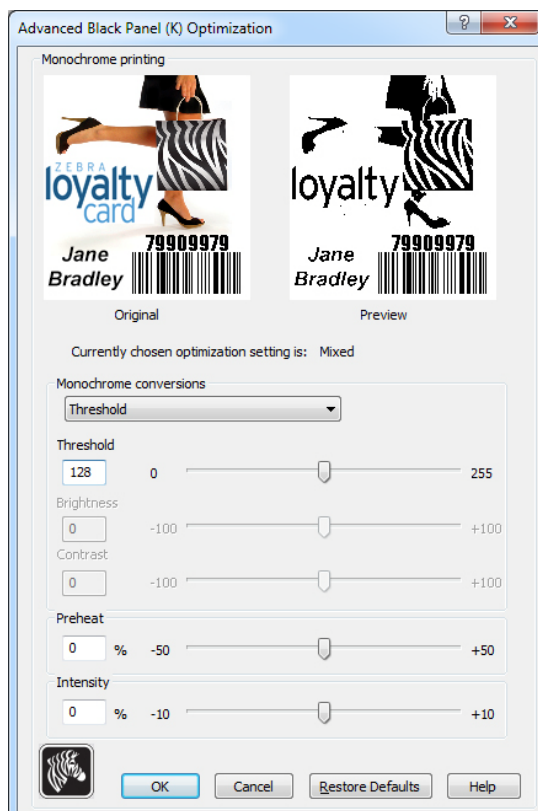 Advanced Black Panel (K) Optimization
?
X
Monochrome printing
ZEBRA
loyalty
card
79909979
Jane
Bradley
loyalty
79909979
Jane
Bradley
Original Preview
Currently chosen optimization setting is: Mixed
Monochrome conversions
Threshold
Threshold
128 0 255
Brightness
0 -100 +100
Contrast
0 -100 +100
Preheat
0 % -50 +50
Intensity
0 % -10 +10
OK Cancel Restore Defaults Help